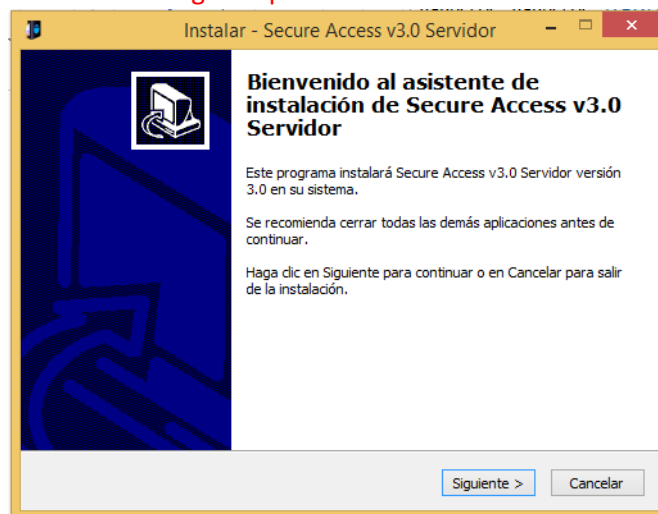 Instalar - Secure Access v3.0 Servidor
Bienvenido al asistente de
instalación de Secure Access v3.0
Servidor
Este programa instalará Secure Access v3.0 Servidor versión
3.0 en su sistema.
Se recomienda cerrar todas las demás aplicaciones antes de
continuar.
Haga clic en Siguiente para continuar o en Cancelar para salir
de la instalación.
Siguiente >
Cancelar